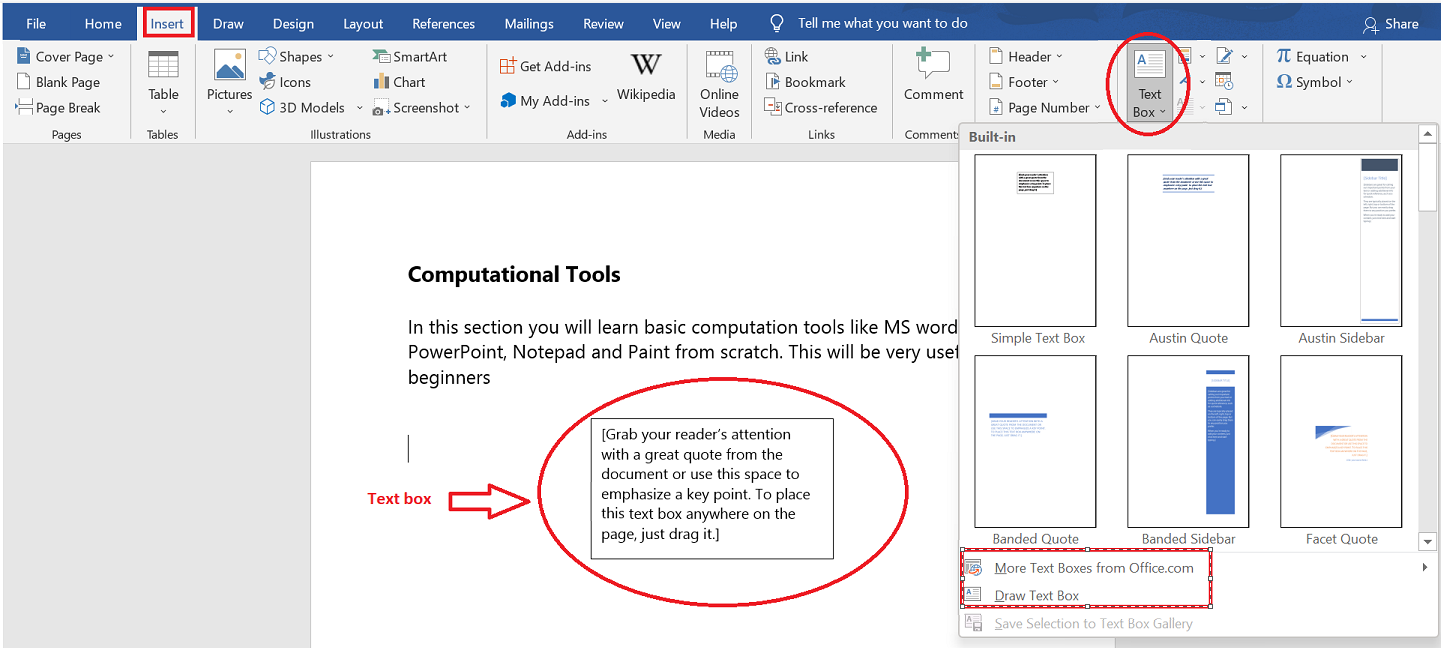 File Home Insert Draw Design Layout References Mailings Review View Help Tell me what you want to do Share
Cover Page
Blank Page
Page Break
Pages
Table
Tables
Pictures
Shapes
Icons
3D Models
SmartArt
Chart
Screenshot
Illustrations
Get Add-ins
My Add-ins
W
Wikipedia
Add-ins
Online
Videos
Media
Link
Bookmark
Cross-reference
Links
Comment
Comments
Header
Footer
Page Number
Text
Box
Equation
Symbol
Computational Tools
In this section you will learn basic computation tools like MS word
PowerPoint, Notepad and Paint from scratch. This will be very usef
beginners
Text box
[Grab your reader's attention
with a great quote from the
document or use this space to
emphasize a key point. To place
this text box anywhere on the
page, just drag it.]
Built-in
Simple Text Box
Austin Quote
Austin Sidebar
Banded Quote
Banded Sidebar
Facet Quote
More Text Boxes from Office.com
Draw Text Box
Save Selection to Text Box Gallery